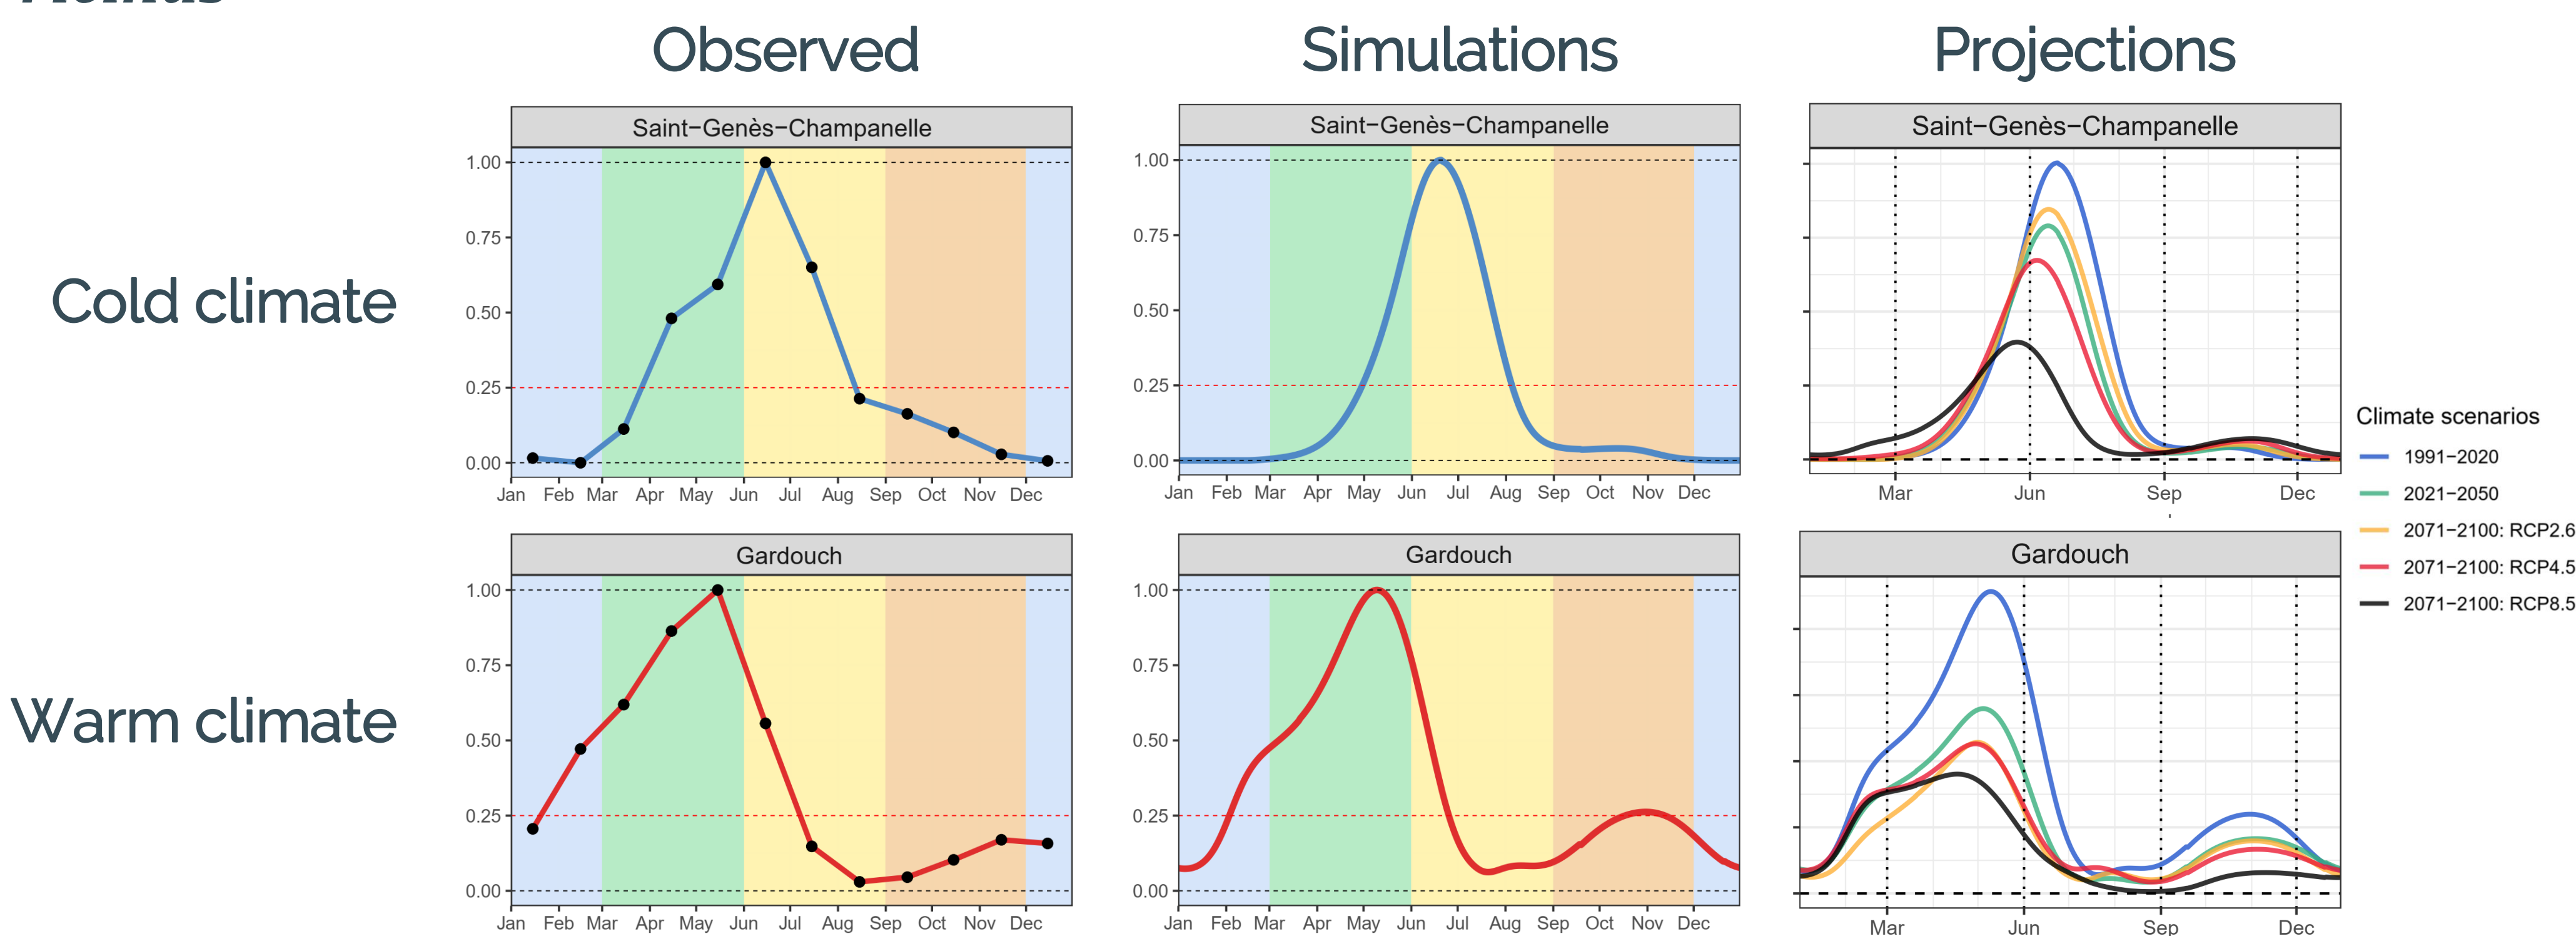 Observed
Simulations
Projections
Cold climate
Saint−Genès−Champanelle
1.00
0.75
0.50
0.25
0.00
Jan Feb Mar Apr May Jun Jul Aug Sep Oct Nov Dec
Saint−Genès−Champanelle
1.00
0.75
0.50
0.25
0.00
Jan Feb Mar Apr May Jun Jul Aug Sep Oct Nov Dec
Saint−Genès−Champanelle
Mar Jun Sep Dec
Warm climate
Gardouch
1.00
0.75
0.50
0.25
0.00
Jan Feb Mar Apr May Jun Jul Aug Sep Oct Nov Dec
Gardouch
1.00
0.75
0.50
0.25
0.00
Jan Feb Mar Apr May Jun Jul Aug Sep Oct Nov Dec
Gardouch
Mar Jun Sep Dec
Climate scenarios
1991−2020
2021−2050
2071−2100: RCP2.6
2071−2100: RCP4.5
2071−2100: RCP8.5